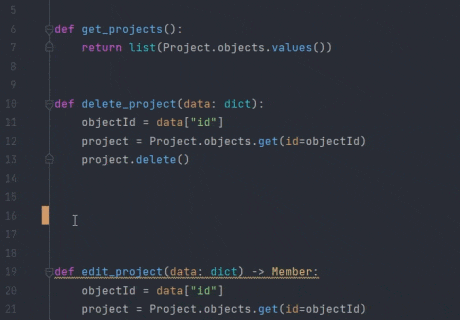 5
6 def get_projects():
7 return list(Project.objects.values())
8
9
10 def delete_project(data: dict):
11 objectId = data["id"]
12 project = Project.objects.get(id=objectId)
13 project.delete()
14
15
16
17
18
19 def edit_project(data: dict) -> Member:
20 objectId = data["id"]
21 project = Project.objects.get(id=objectId)